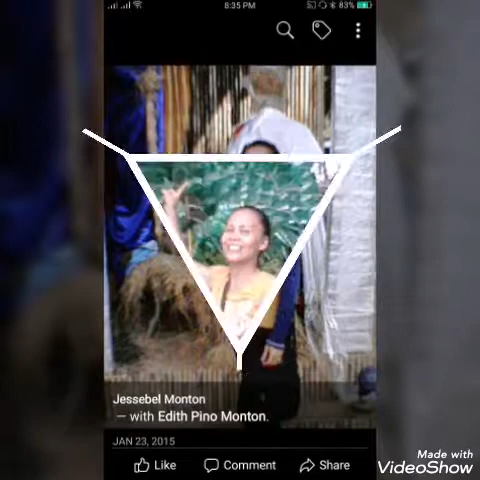 8:35 PM
83%
Jessebel Monton
— with Edith Pino Monton.
JAN 23, 2015
Like Comment Share
Made with
VideoShow